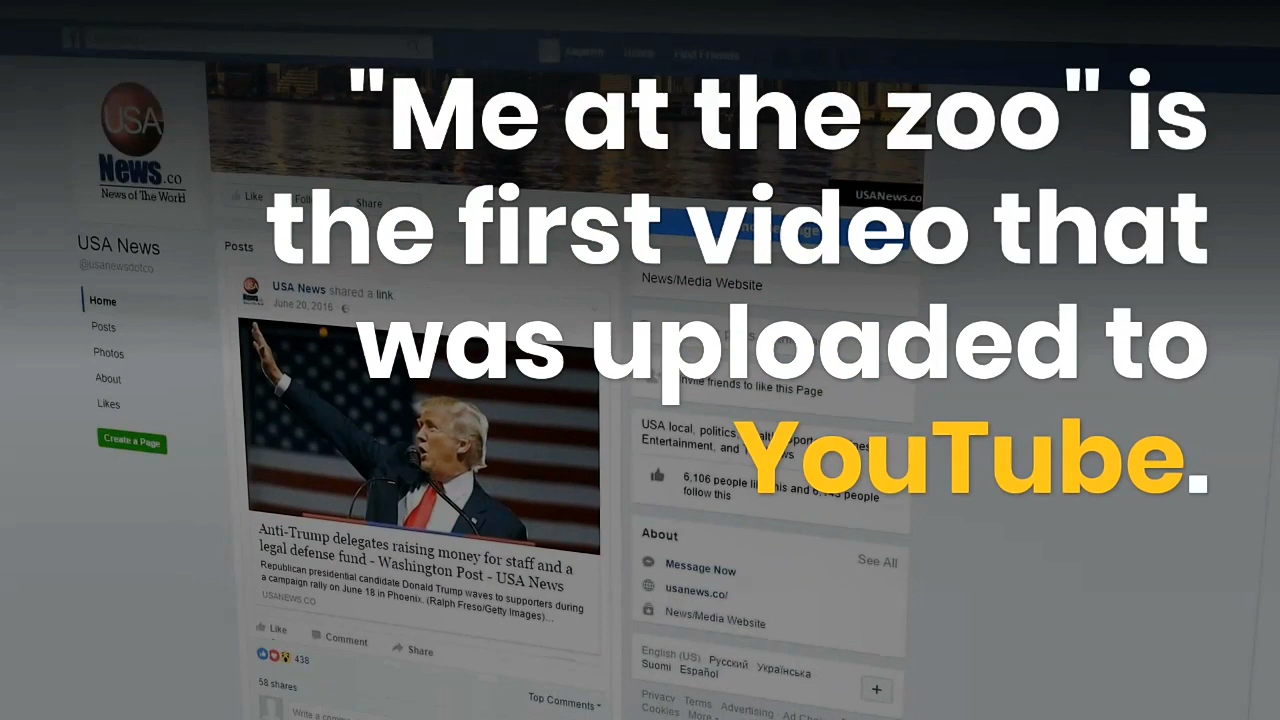 "Me at the zoo" is
the first video that
was uploaded to
YouTube.
USA
News.co
News of The World
USA News
@usanewsdotco
Home
Posts
Photos
About
Likes
Create a Page
Like
Share
USANews.co
Posts
USA News shared a link
June 20, 2016
Anti-Trump delegates raising money for staff and a
legal defense fund - Washington Post - USA News
Republican presidential candidate Donald Trump waves to supporters during
a campaign rally on June 18 in Phoenix. (Ralph Freso/Getty Images)...
USANEWS.CO
Like Comment Share
438
58 shares
Top Comments
Write a comm
News/Media Website
friends to like this Page
USA local, politics,
Entertainment, and
6,106 people this and people
follow this
About
See All
Message Now
usanews.co/
News/Media Website
English (US) Русский Українська
Suomi Español
+
Privacy Terms Advertising Ad
Cookies More